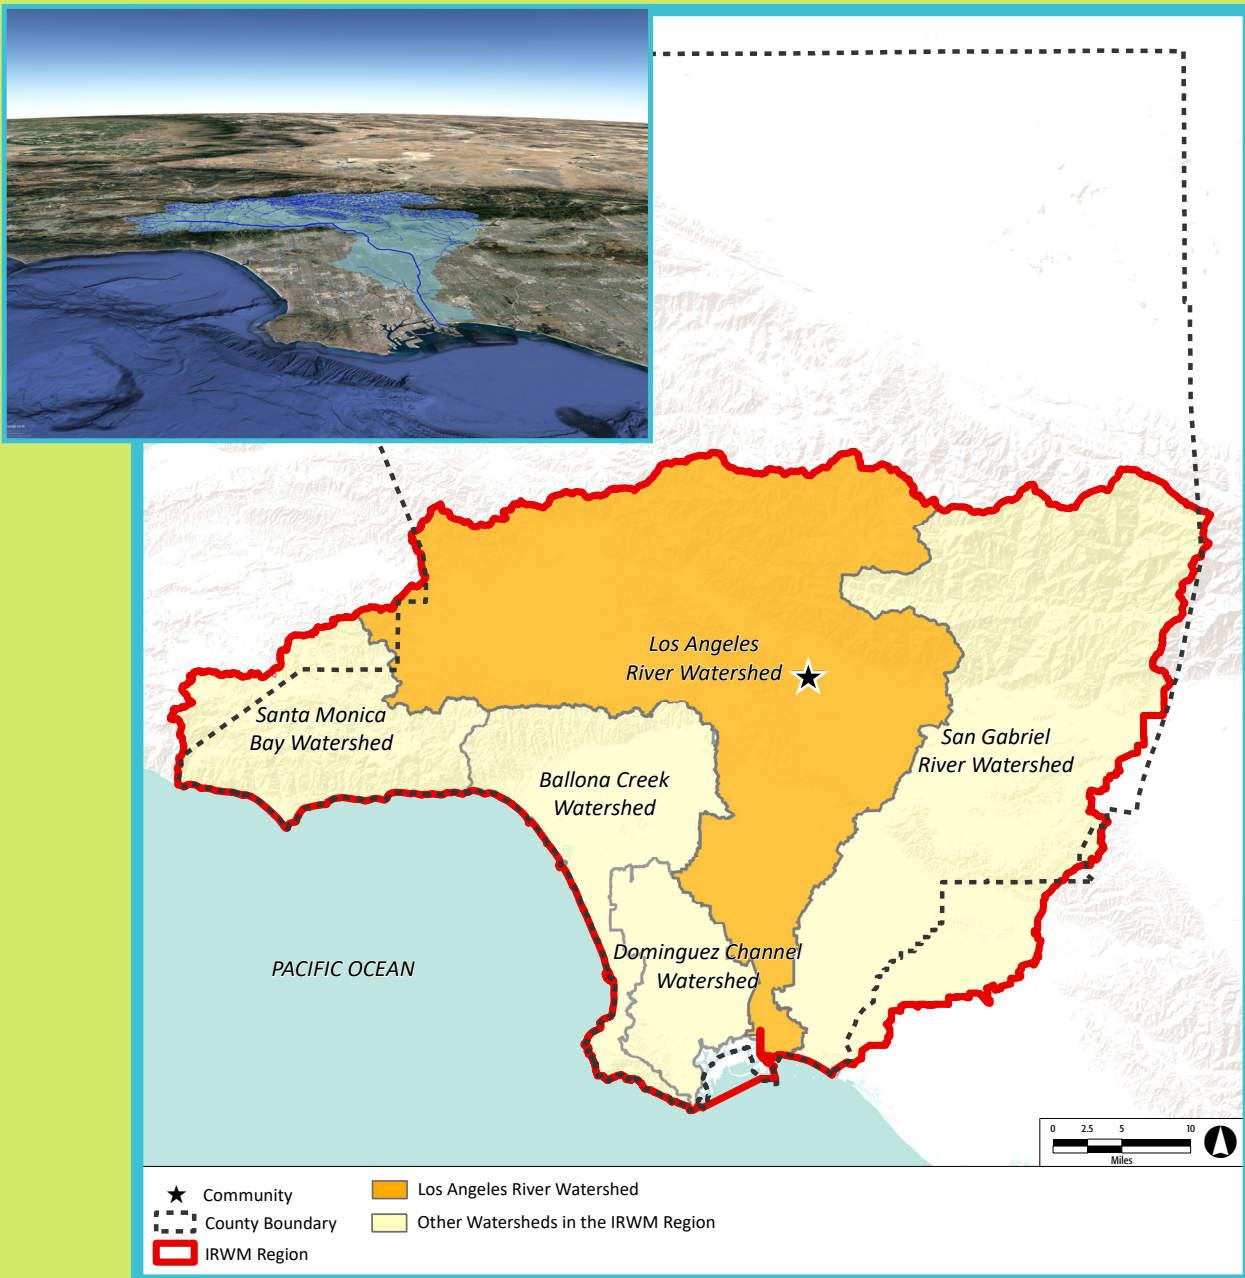 Los Angeles
River Watershed
Santa Monica
Bay Watershed
San Gabriel
River Watershed
Ballona Creek
Watershed
Dominguez Channel
Watershed
PACIFIC OCEAN
0 2.5 5 10
Miles
Community
County Boundary
IRWM Region
Los Angeles River Watershed
Other Watersheds in the IRWM Region